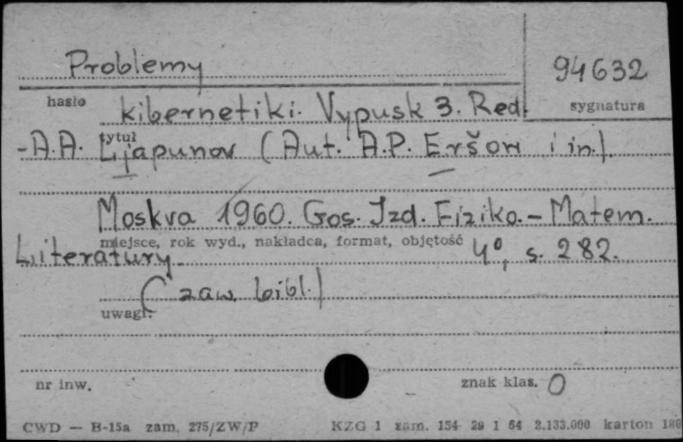 Problemy
94632
hasło
kibernetiki. Vypusk 3. Red.
sygnatura
tytuł
-A.A. Ljapunov (Aut. A.P. Eršov i in.)
Moskva 1960. Gos. Izd. Fiziko.-Matem.
miejsce, rok wyd., nakładca, format, objętość
Literatury. 4°, s. 282.
(zaw. bibl.)
uwagi:
nr inw.
znak klas. 0
CWD — B-15a zam. 275/ZW/P
KZG 1 zam. 154 29 1 64 2.133.000 karton